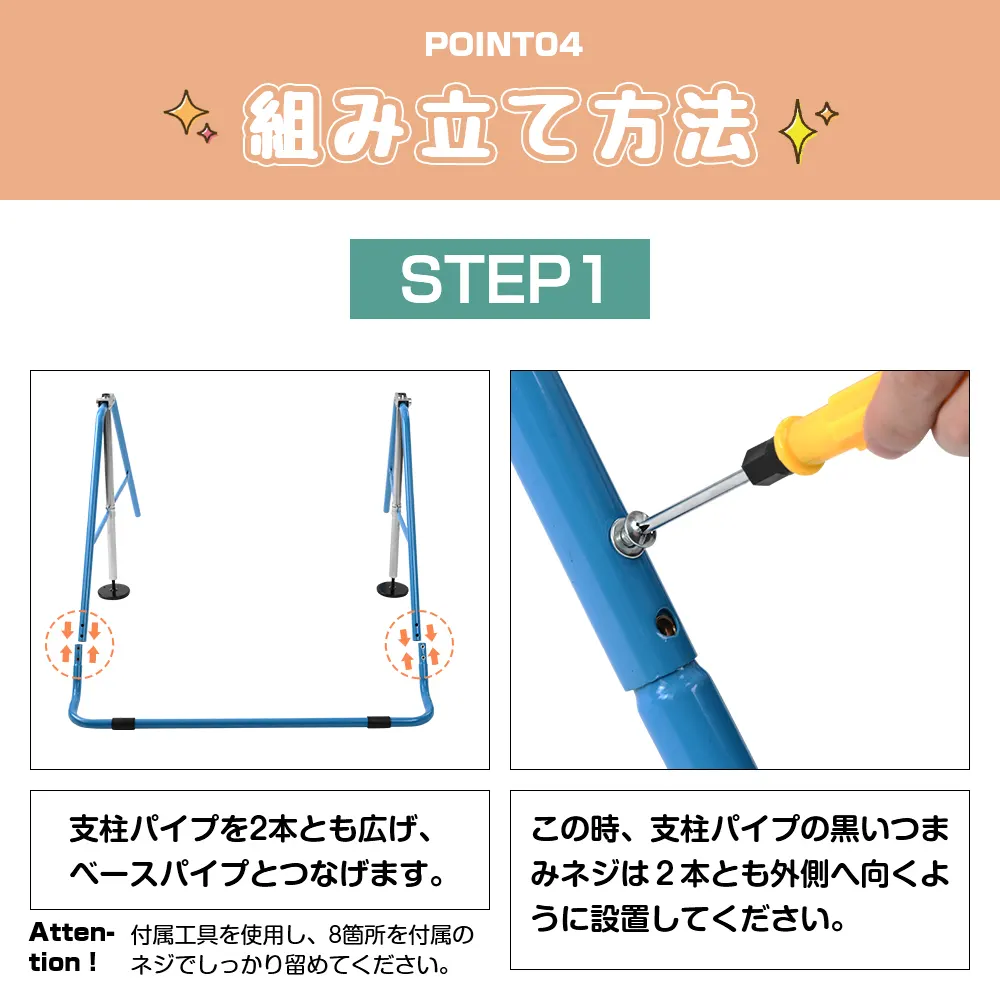 POINT04
組み立て方法
STEP1
支柱パイプを2本とも広げ、
ベースパイプとつなげます。
この時、支柱パイプの黒いつま
みネジは２本とも外側へ向くよ
うに設置してください。
Atten-
tion！
付属工具を使用し、8箇所を付属の
ネジでしっかり留めてください。